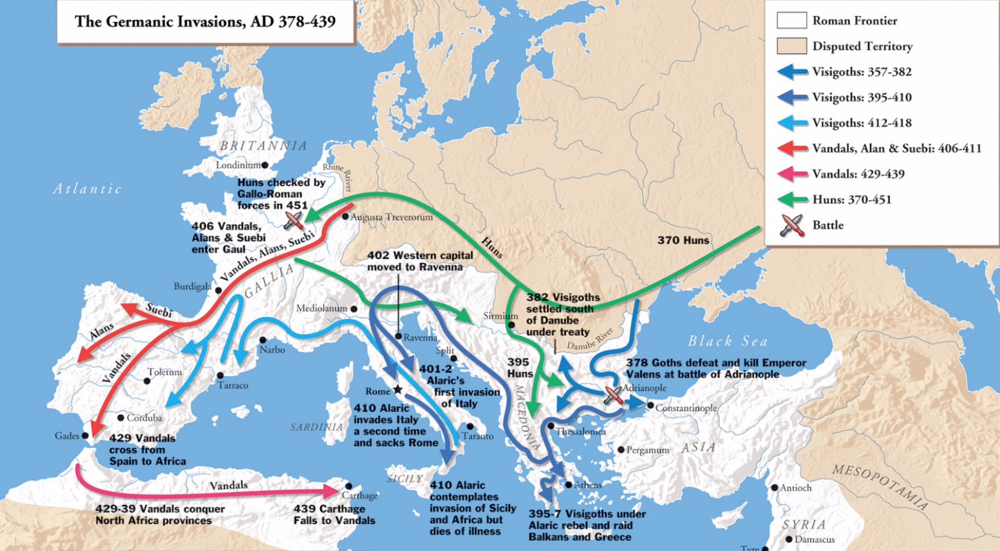 The Germanic Invasions, AD 378-439
Roman Frontier
Disputed Territory
Visigoths: 357-382
Visigoths: 395-410
Visigoths: 412-418
Vandals, Alan & Suebi: 406-411
Vandals: 429-439
Huns: 370-451
Battle
BRITANNIA
Londinium
Rhine Rriver
Atlantic
Huns checked by
Gallo-Roman
forces in 451
Augusta Treverorum
406 Vandals,
Alans & Suebi
enter Gaul
Vandals, Alans, Suebi
Huns
370 Huns
402 Western capital
moved to Ravenna
GALLIA
Burdigala
Mediolanum
Suebi
Alans
Vandals
Sirmium
382 Visigoths
settled south
of Danube
under treaty
Danube River
Black Sea
Ravenna
Narbo
Split
Toletum
Tarraco
395
Huns
378 Goths defeat and kill Emperor
Valens at battle of Adrianople
Adrianople
401-2
Alaric's
first invasion
of Italy
Rome
MACEDONIA
Constantinople
410 Alaric
invades Italy
a second time
and sacks Rome
Corduba
SARDINIA
Taranto
Thessalonica
Gades
429 Vandals
cross from
Spain to Africa
Pergamum
ASIA
MESOPOTAMIA
SICILY
Vandals
Carthage
Athens
Antioch
410 Alaric
contemplates
invasion of Sicily
and Africa but
dies of illness
429-39 Vandals conquer
North Africa provinces
439 Carthage
Falls to Vandals
395-7 Visigoths under
Alaric rebel and raid
Balkans and Greece
SYRIA
Damascus
Tyre